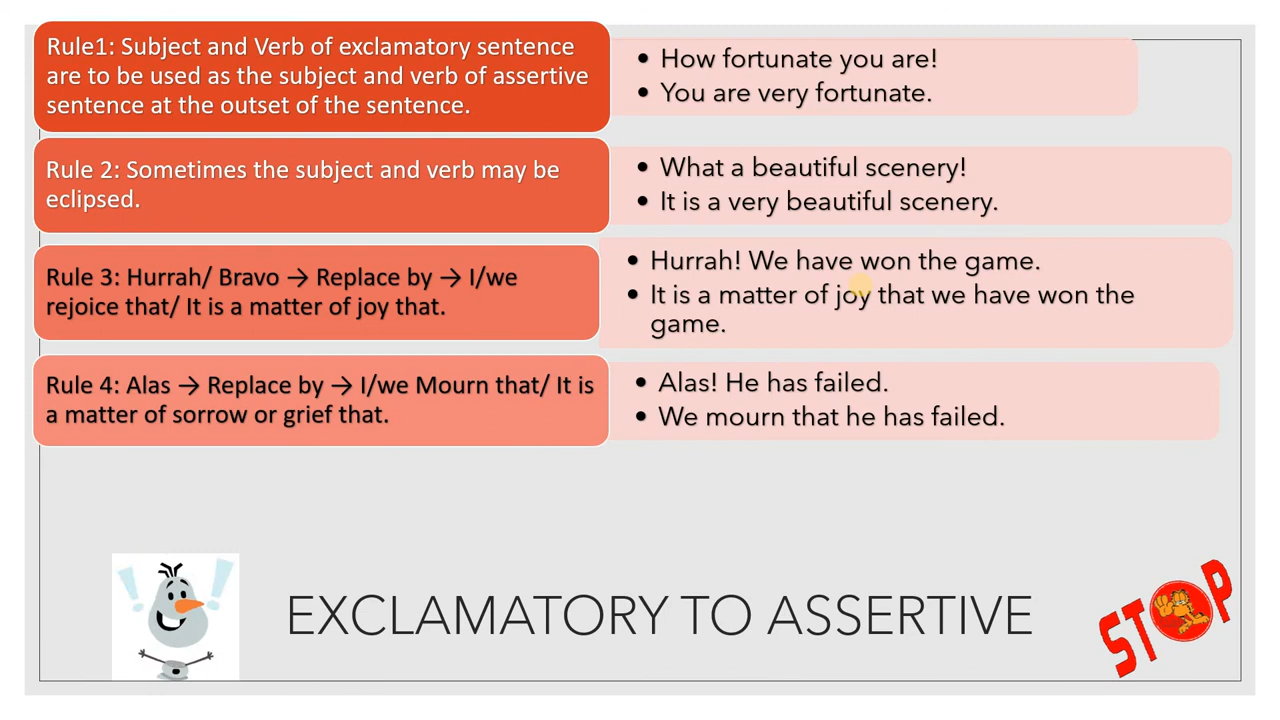 Rule1: Subject and Verb of exclamatory sentence
are to be used as the subject and verb of assertive
sentence at the outset of the sentence.
• How fortunate you are!
• You are very fortunate.
Rule 2: Sometimes the subject and verb may be
eclipsed.
• What a beautiful scenery!
• It is a very beautiful scenery.
Rule 3: Hurrah/ Bravo → Replace by → I/we
rejoice that/ It is a matter of joy that.
• Hurrah! We have won the game.
• It is a matter of joy that we have won the
game.
Rule 4: Alas → Replace by → I/we Mourn that/ It is
a matter of sorrow or grief that.
• Alas! He has failed.
• We mourn that he has failed.
EXCLAMATORY TO ASSERTIVE
STOP